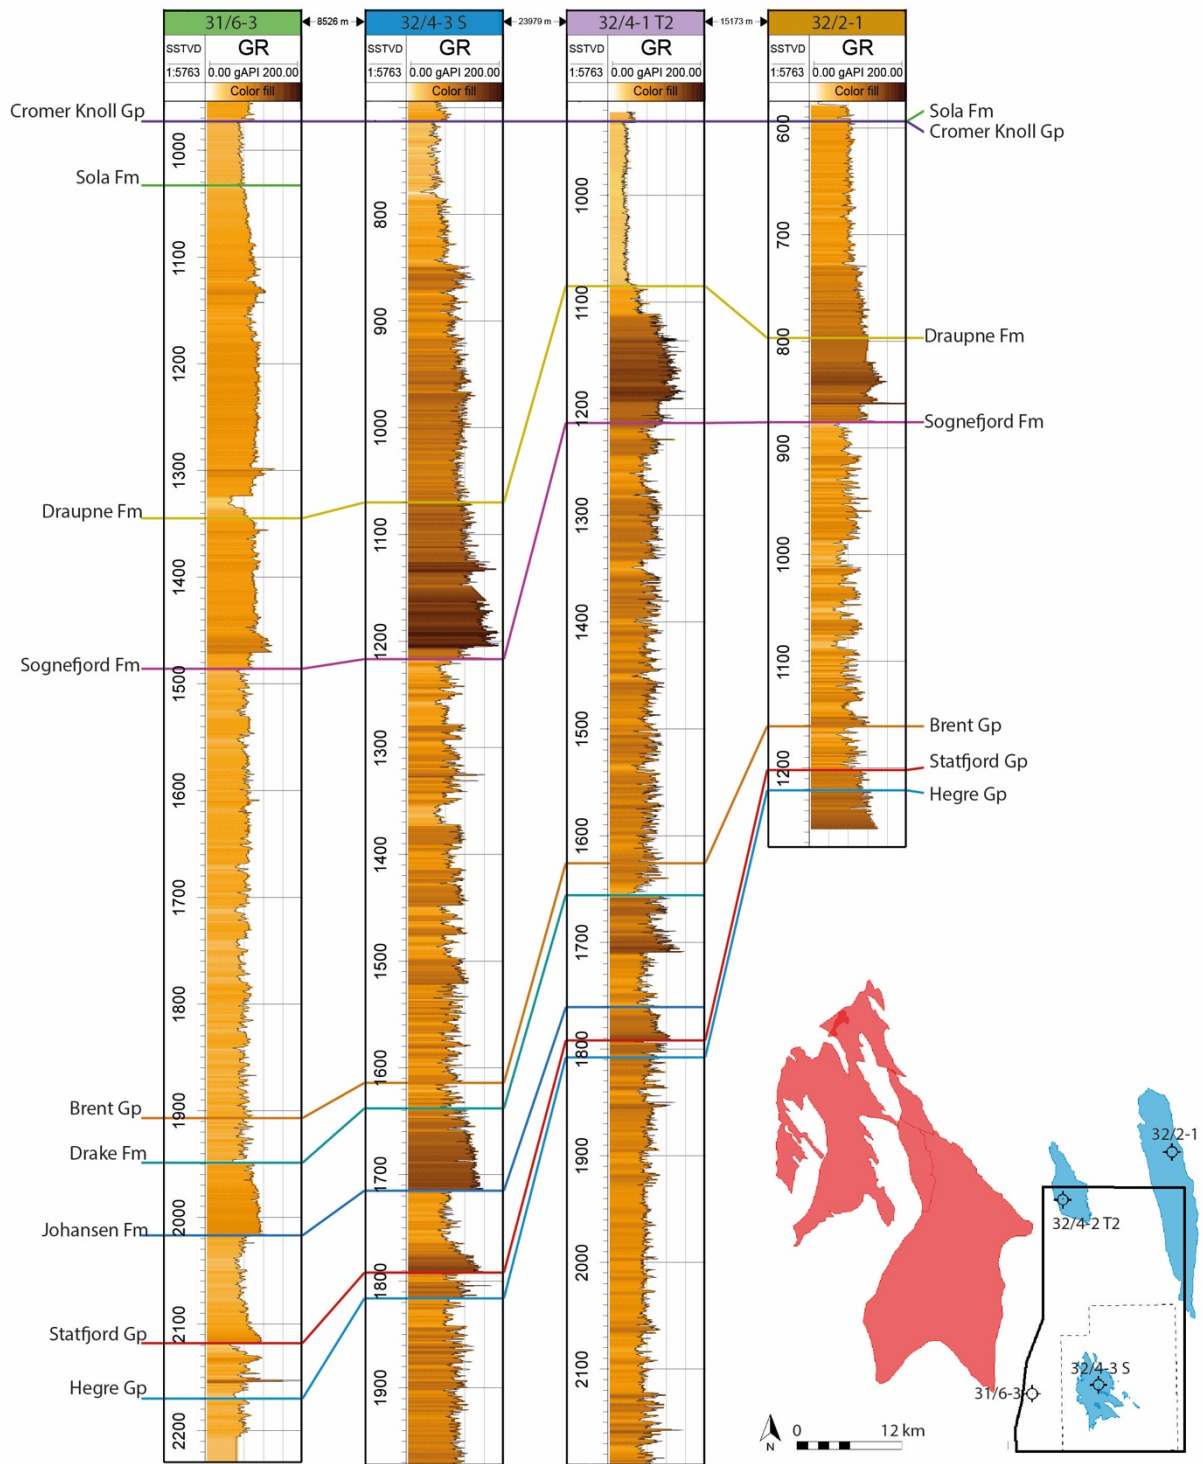 31/6-3
8526 m
32/4-3 S
23979 m
32/4-1 T2
15173 m
32/2-1
SSTVD GR
SSTVD GR
SSTVD GR
SSTVD GR
1:5763 0.00 gAPI 200.00
1:5763 0.00 gAPI 200.00
1:5763 0.00 gAPI 200.00
1:5763 0.00 gAPI 200.00
Color fill
Color fill
Color fill
Color fill
Cromer Knoll Gp
Sola Fm
Draupne Fm
Sognefjord Fm
Brent Gp
Drake Fm
Johansen Fm
Statfjord Gp
Hegre Gp
1000
1100
1200
1300
1400
1500
1600
1700
1800
1900
2000
2100
2200
800
900
1000
1100
1200
1300
1400
1500
1600
1700
1800
1900
1000
1100
1200
1300
1400
1500
1600
1700
1800
1900
2000
2100
600
700
800
900
1000
1100
1200
Sola Fm
Cromer Knoll Gp
Draupne Fm
Sognefjord Fm
Brent Gp
Statfjord Gp
Hegre Gp
32/2-1
32/4-2 T2
32/4-3 S
31/6-3
N
0 12 km